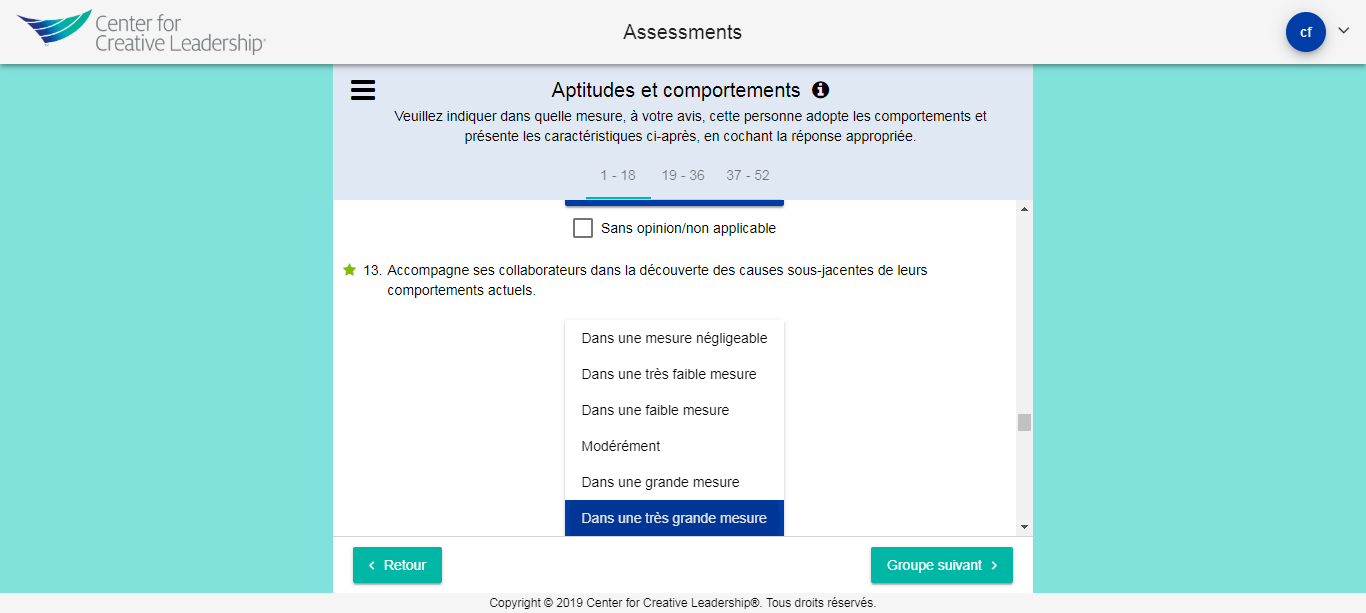 Center for
Creative Leadership®
Assessments
cf
Aptitudes et comportements
Veuillez indiquer dans quelle mesure, à votre avis, cette personne adopte les comportements et
présente les caractéristiques ci-après, en cochant la réponse appropriée.
1 - 18 19 - 36 37 - 52
Sans opinion/non applicable
13. Accompagne ses collaborateurs dans la découverte des causes sous-jacentes de leurs
comportements actuels.
Dans une mesure négligeable
Dans une très faible mesure
Dans une faible mesure
Modérément
Dans une grande mesure
Dans une très grande mesure
Retour
Groupe suivant
Copyright © 2019 Center for Creative Leadership®. Tous droits réservés.